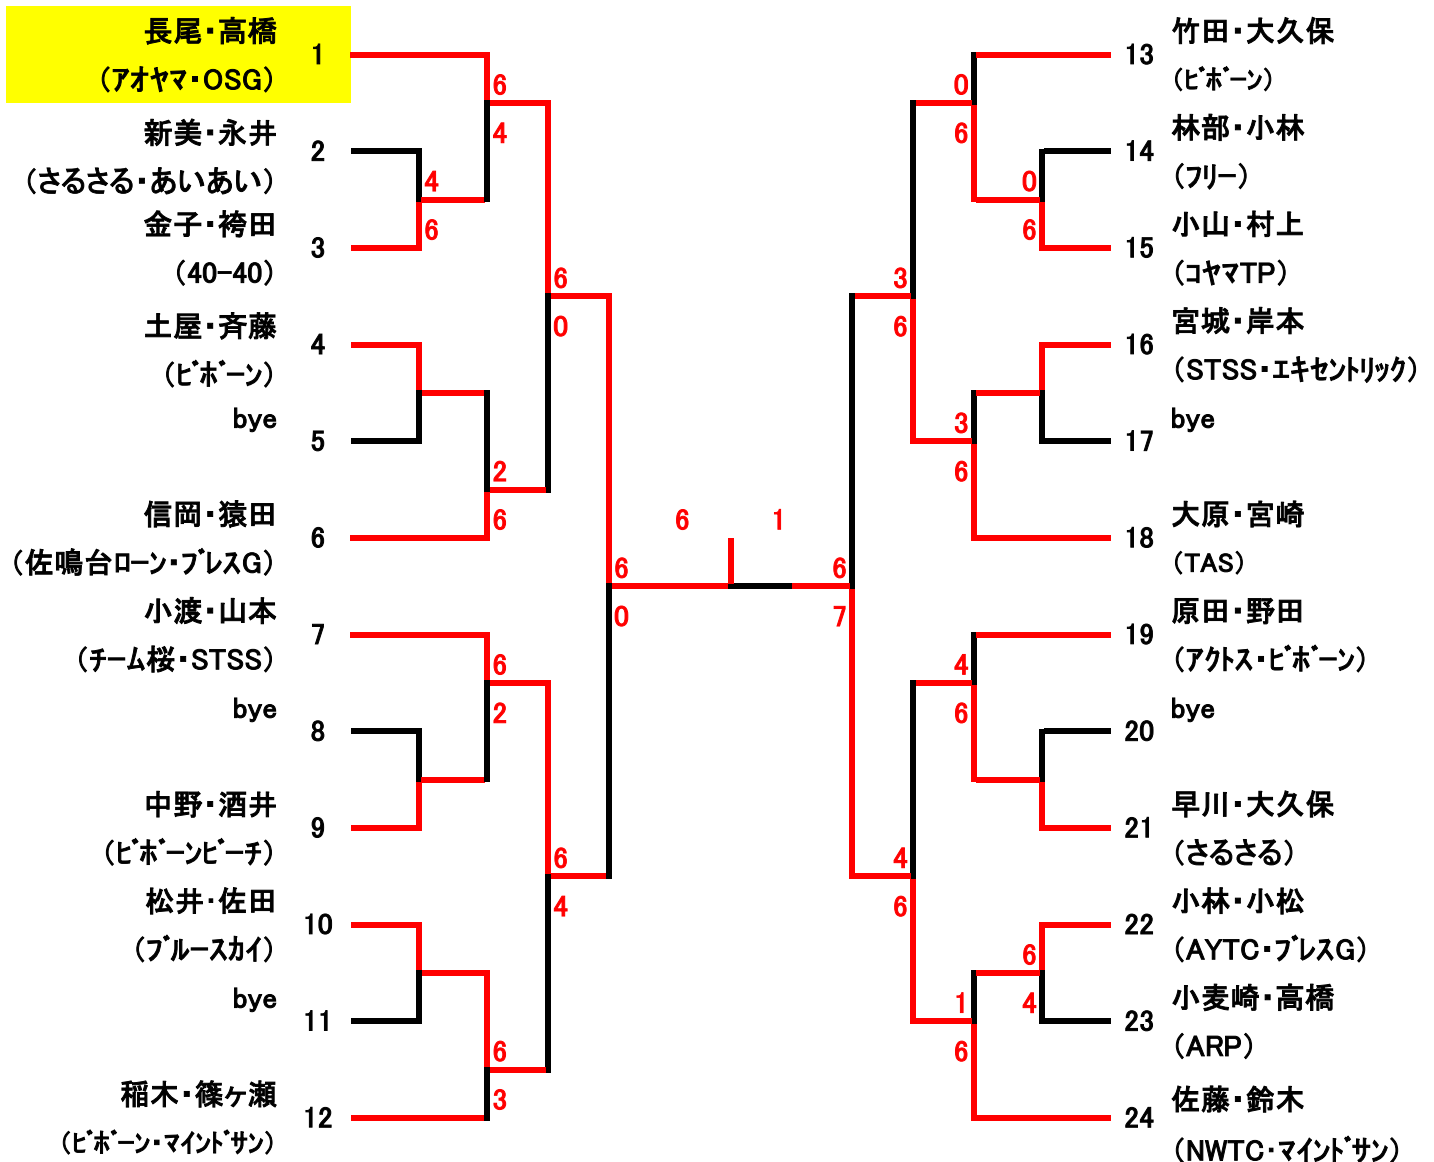 長尾・高橋
1
(アオヤマ・OSG)
6
4
新美・永井
2
(さるさる・あいあい)
4
6
金子・袴田
3
(40-40)
6
0
土屋・斉藤
4
(ビボーン)
bye
5
2
6
信岡・猿田
6
(佐鳴台ローン・ブレスG)
6
0
小渡・山本
7
(チーム桜・STSS)
6
2
bye
8
中野・酒井
9
(ビボーンビーチ)
6
4
松井・佐田
10
(ブルースカイ)
bye
11
6
3
稲木・篠ヶ瀬
12
(ビボーン・マインドサン)
6 1
13
竹田・大久保
(ビボーン)
0
6
14
林部・小林
(フリー)
0
6
15
小山・村上
(コヤマTP)
3
6
16
宮城・岸本
(STSS・エキセントリック)
17
bye
3
6
18
大原・宮崎
(TAS)
6
7
19
原田・野田
(アクトス・ビボーン)
4
6
20
bye
21
早川・大久保
(さるさる)
4
6
22
小林・小松
(AYTC・ブレスG)
6
4
23
小麦崎・高橋
(ARP)
1
6
24
佐藤・鈴木
(NWTC・マインドサン)